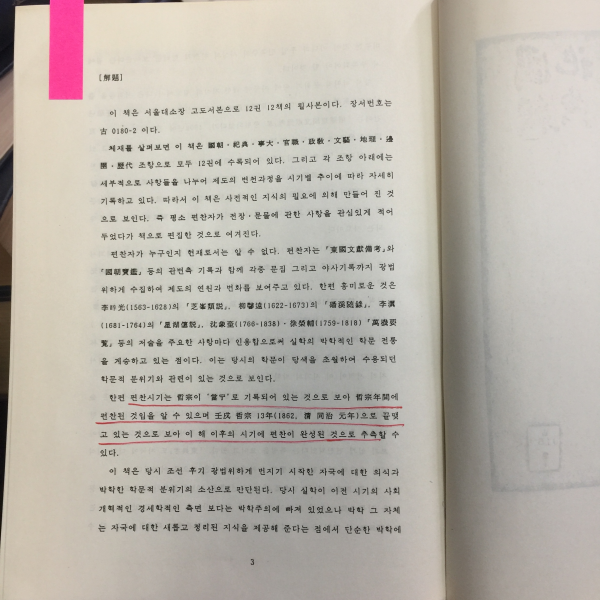 [解題]
이 책은 서울대소장 고도서본으로 12권 12책의 필사본이다. 장서번호는
古 0180-2 이다.
체재를 살펴보면 이 책은 國朝・祀典・事大・官職・政敎・文藝・地理・邊
圉・歷代 조항으로 모두 12권에 수록되어 있다. 그리고 각 조항 아래에는
세부적으로 사항들을 나누어 제도의 변천과정을 시기별 추이에 따라 자세히
기록하고 있다. 따라서 이 책은 사전적인 지식의 필요에 의해 만들어 진 것
으로 보인다. 즉 평소 편찬자가 전장・문물에 관한 사항을 관심있게 적어
두었다가 책으로 편집한 것으로 여겨진다.
편찬자가 누구인지 현재로서는 알 수 없다. 편찬자는 『東國文獻備考』와
『國朝寶鑑』 등의 관변측 기록과 함께 각종 문집 그리고 야사기록까지 광범
위하게 수집하여 제도의 연원과 변화를 보여주고 있다. 한편 흥미로운 것은
李睟光(1563-1628)의 『芝峯類說』, 柳馨遠(1622-1673)의 『磻溪隨錄』, 李瀷
(1681-1764)의 『星湖僿說』, 沈象奎(1766-1838)・徐榮輔(1759-1818)『萬機要
覽』 등의 저술을 주요한 사항마다 인용함으로써 실학의 박학적인 학문 전통
을 계승하고 있는 점이다. 이는 당시의 학문이 당색을 초월하여 수용되던
학문적 분위기와 관련이 있는 것으로 보인다.
한편 편찬시기는 哲宗이 '當宁'로 기록되어 있는 것으로 보아 哲宗年間에
편찬된 것임을 알 수 있으며 壬戌 哲宗 13年(1862, 淸 同治 元年)으로 끝맺
고 있는 것으로 보아 이 해 이후의 시기에 편찬이 완성된 것으로 추측할 수
있다.
이 책은 당시 조선 후기 광범위하게 번지기 시작한 자국에 대한 의식과
박학한 학문적 분위기의 소산으로 판단된다. 당시 실학이 이전 시기의 사회
개혁적인 경세학적인 측면 보다는 박학주의에 빠져 있었으나 박학 그 자체
는 자국에 대한 새롭고 정리된 지식을 제공해 준다는 점에서 단순한 박학에
3